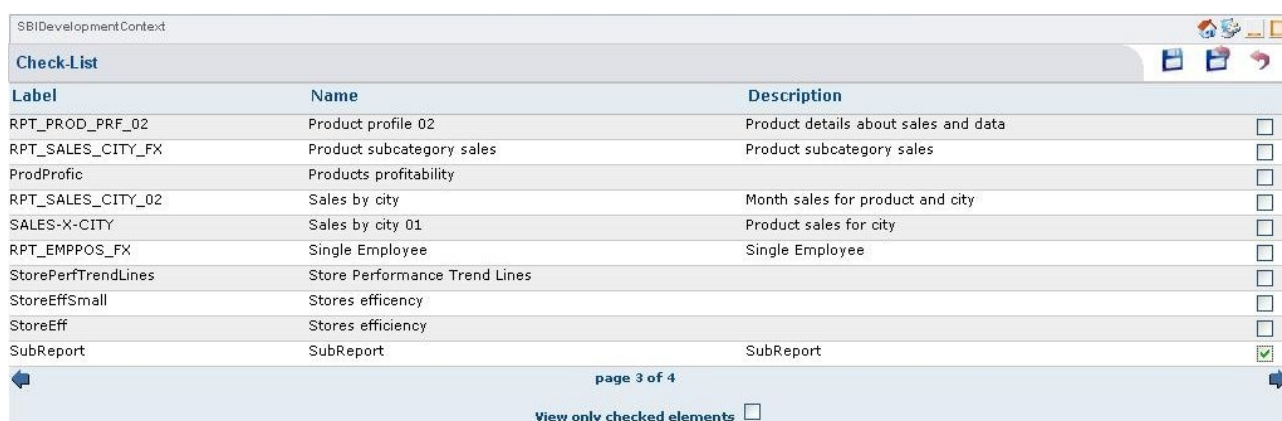 SBIDevelopmentContext
Check-List
Label Name Description
RPT_PROD_PRF_02 Product profile 02 Product details about sales and data
RPT_SALES_CITY_FX Product subcategory sales Product subcategory sales
ProdProfic Products profitability
RPT_SALES_CITY_02 Sales by city Month sales for product and city
SALES-X-CITY Sales by city 01 Product sales for city
RPT_EMPPOS_FX Single Employee Single Employee
StorePerfTrendLines Store Performance Trend Lines
StoreEffSmall Stores efficency
StoreEff Stores efficiency
SubReport SubReport SubReport
page 3 of 4
View only checked elements